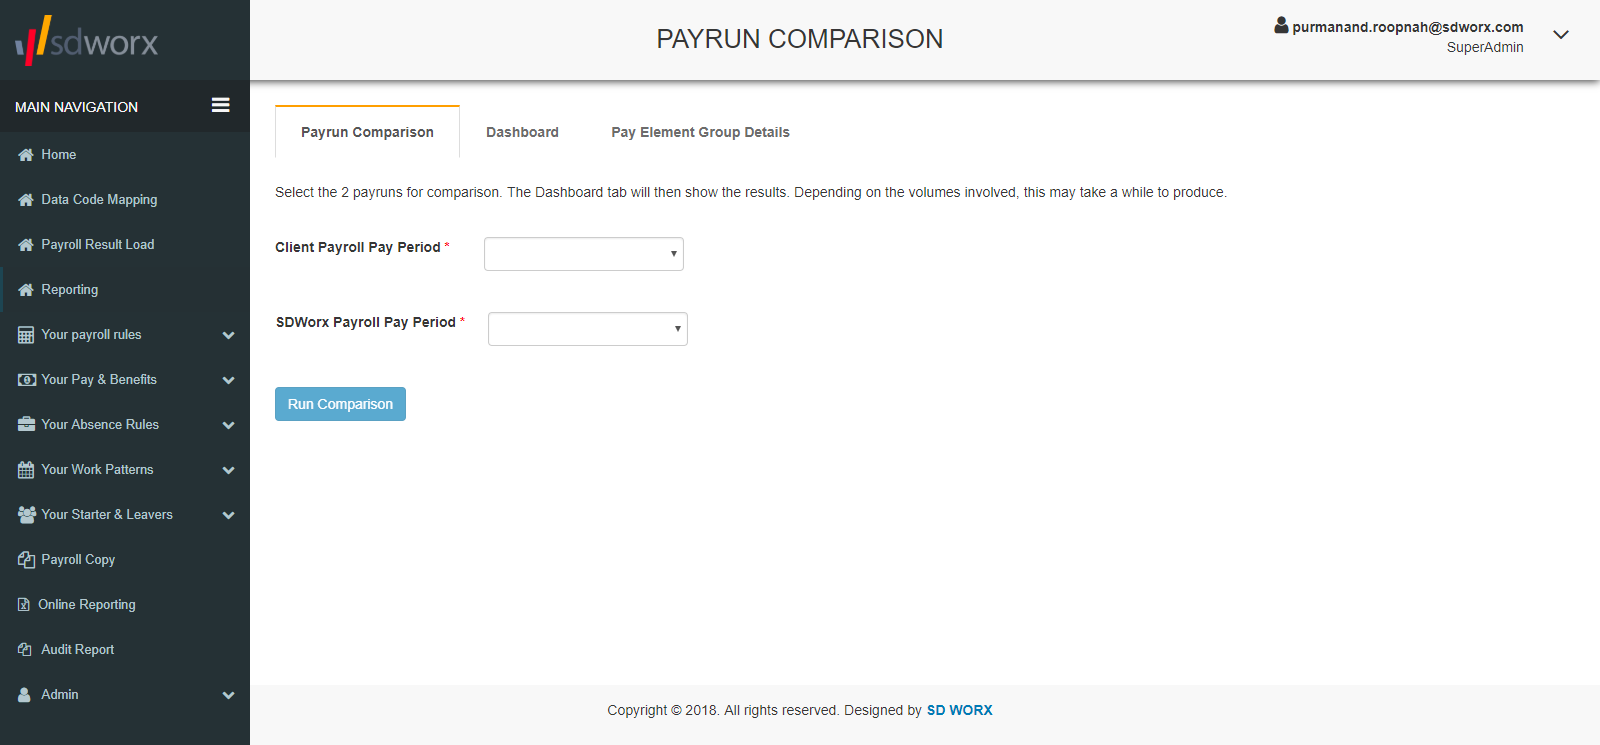 sdworx
PAYRUN COMPARISON
purmanand.roopnah@sdworx.com
SuperAdmin
MAIN NAVIGATION
Home
Data Code Mapping
Payroll Result Load
Reporting
Your payroll rules
Your Pay & Benefits
Your Absence Rules
Your Work Patterns
Your Starter & Leavers
Payroll Copy
Online Reporting
Audit Report
Admin
Payrun Comparison
Dashboard
Pay Element Group Details
Select the 2 payruns for comparison. The Dashboard tab will then show the results. Depending on the volumes involved, this may take a while to produce.
Client Payroll Pay Period *
SDWorx Payroll Pay Period *
Run Comparison
Copyright © 2018. All rights reserved. Designed by SD WORX